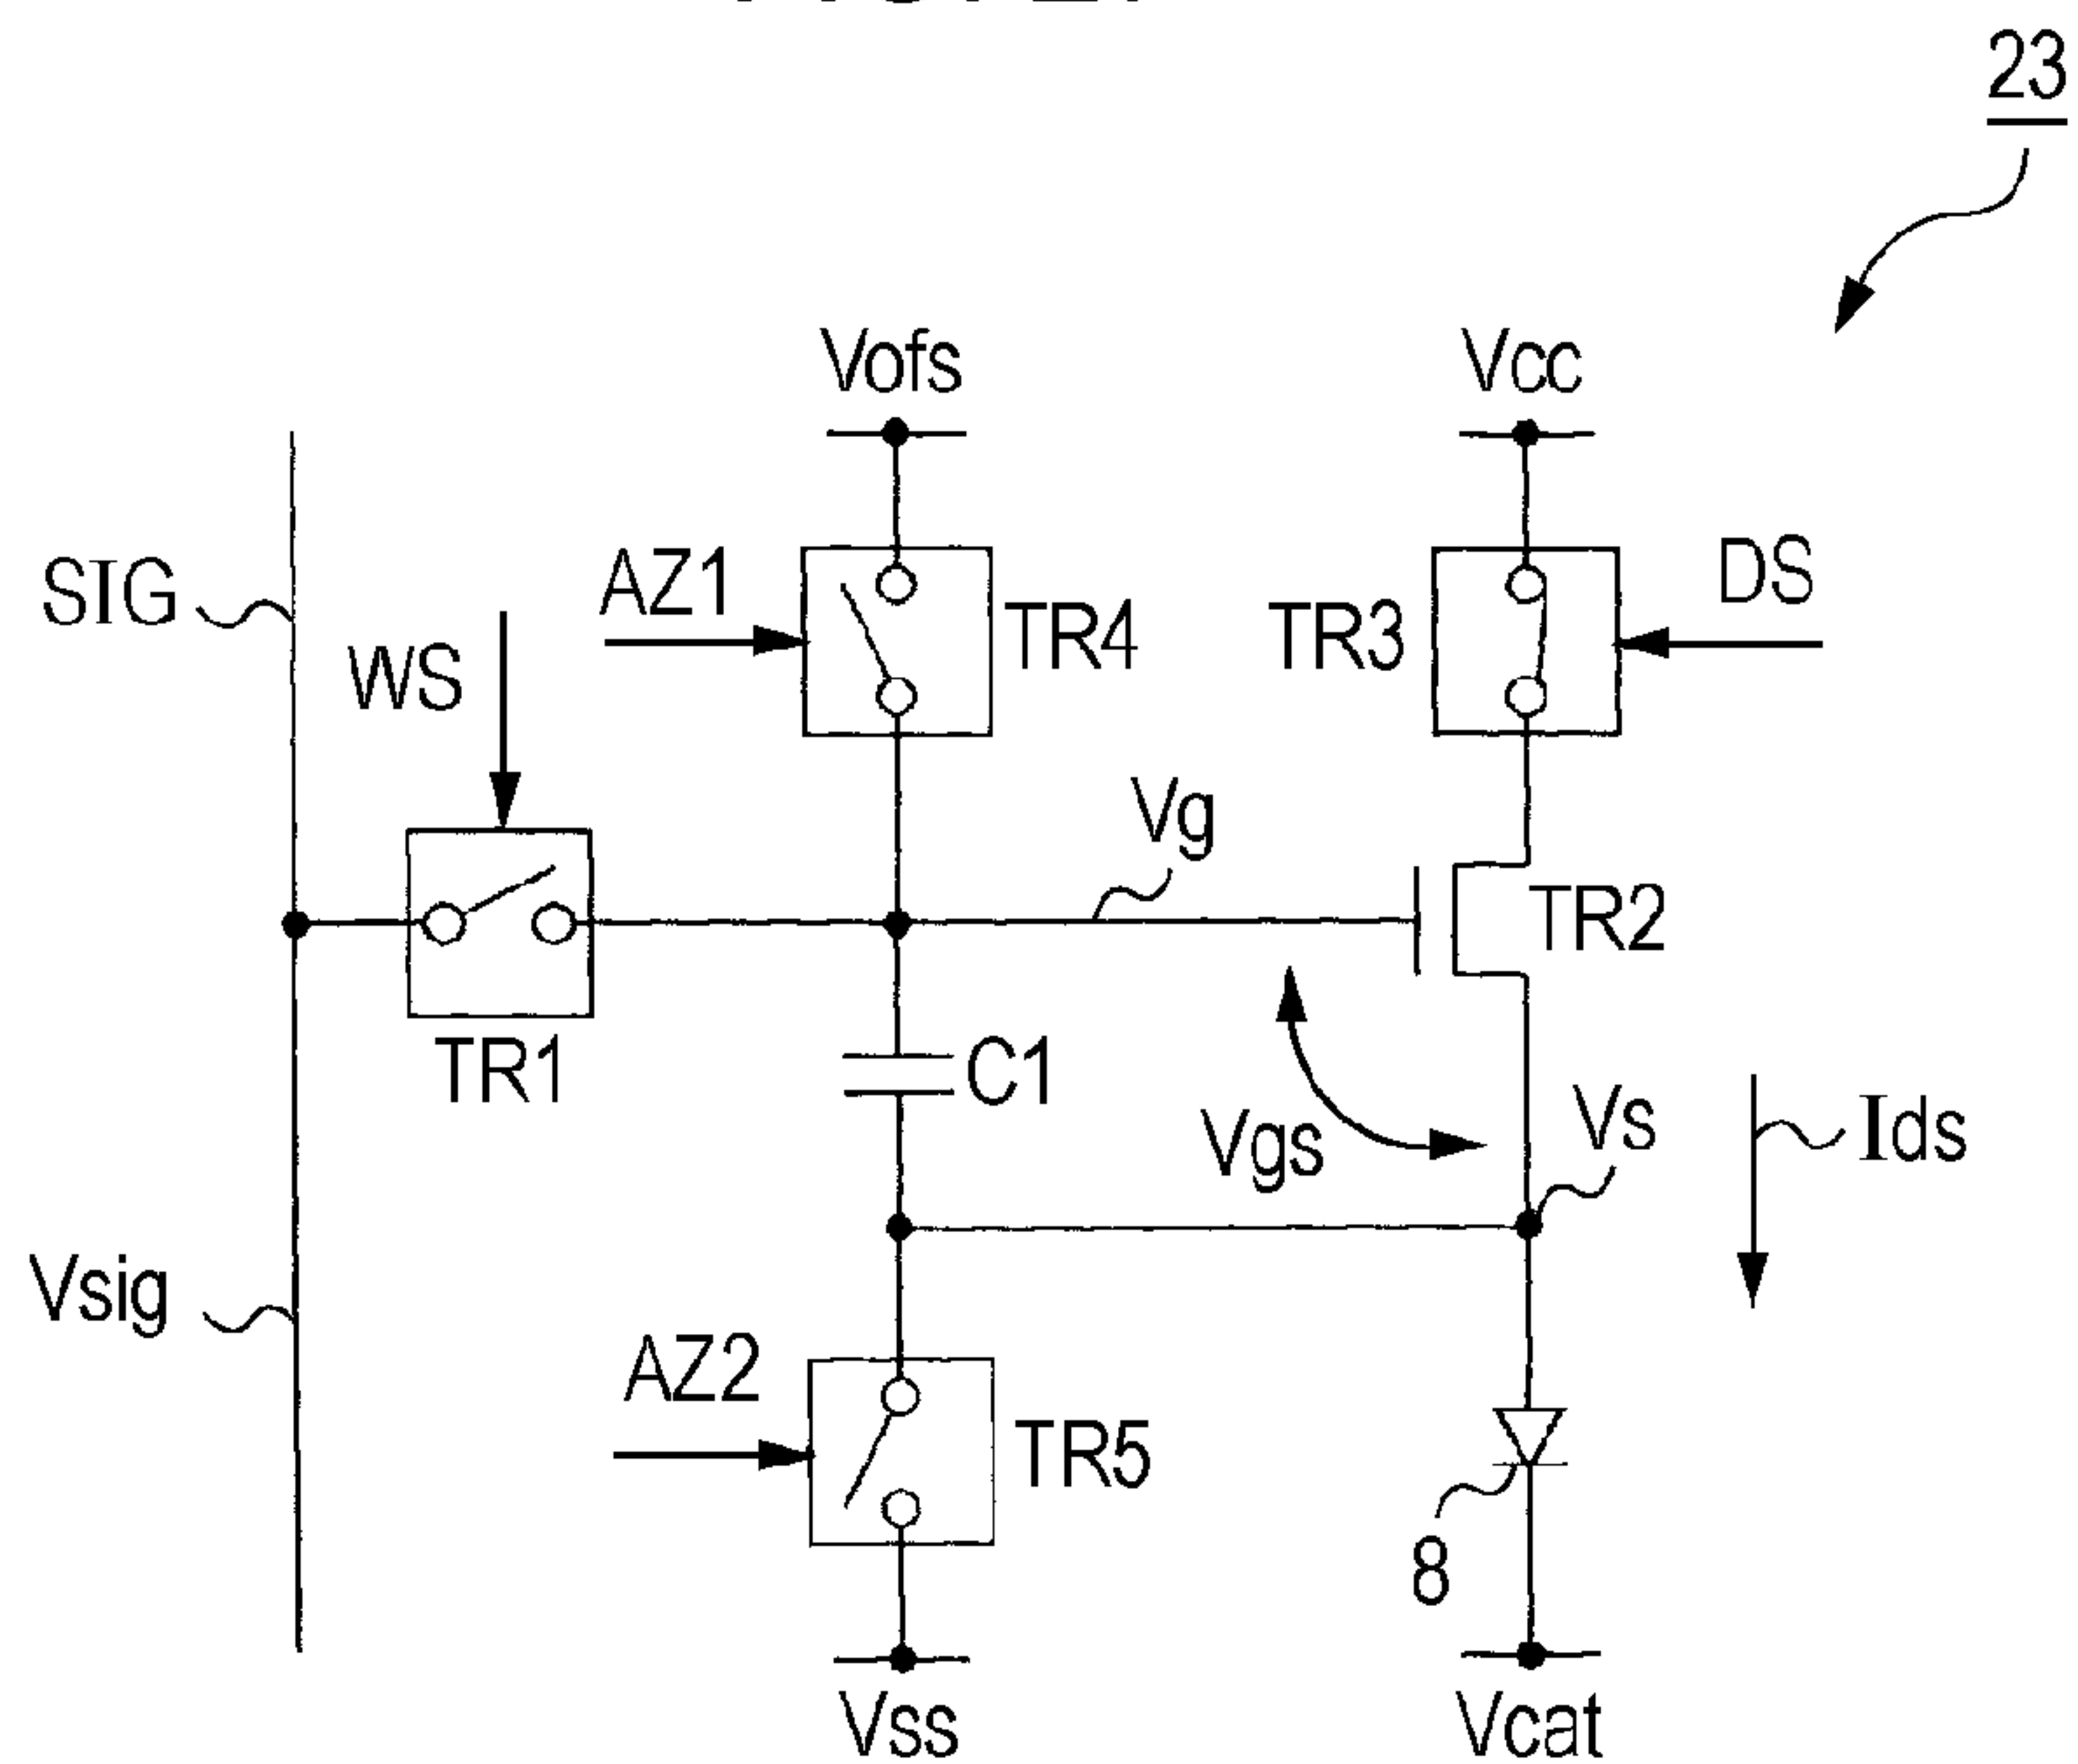 23
Vofs
Vcc
SIG
AZ1
TR4
TR3
DS
WS
Vg
TR2
TR1
C1
Vgs
Vs
Ids
Vsig
AZ2
TR5
8
Vss
Vcat